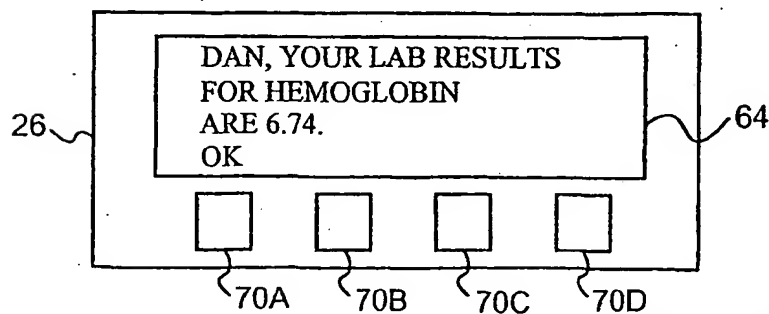 DAN, YOUR LAB RESULTS
FOR HEMOGLOBIN
ARE 6.74.
OK
26
64
70A
70B
70C
70D